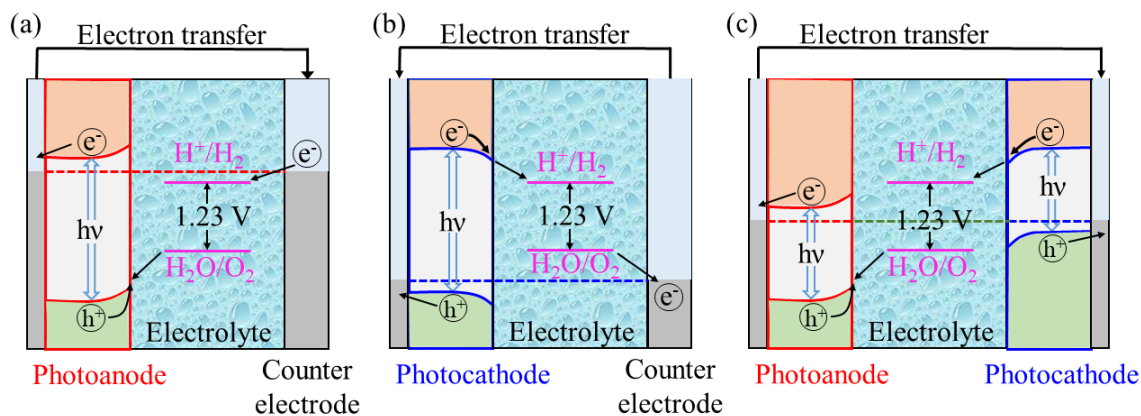 (a)
Electron transfer
e⁻
H⁺/H₂
e⁻
hν
1.23 V
H₂O/O₂
h⁺
Electrolyte
Photoanode
Counter
electrode
(b)
Electron transfer
e⁻
H⁺/H₂
hν
1.23 V
H₂O/O₂
h⁺
e⁻
Electrolyte
Photocathode
Counter
electrode
(c)
Electron transfer
e⁻
H⁺/H₂
e⁻
hν
1.23 V
hν
H₂O/O₂
h⁺
h⁺
Electrolyte
Photoanode
Photocathode